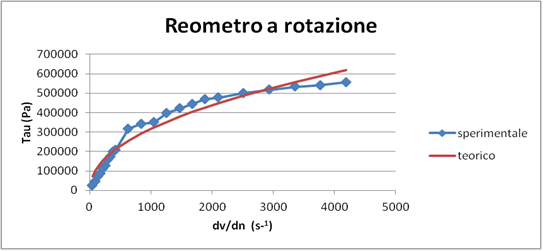 Reometro a rotazione
Tau (Pa)
700000
600000
500000
400000
300000
200000
100000
0
0 1000 2000 3000 4000 5000
dv/dn (s-1)
sperimentale
teorico